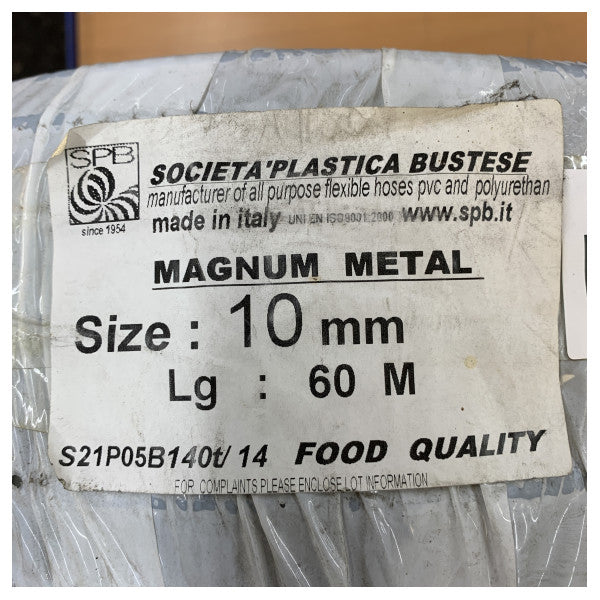 SPB
since 1954
SOCIETA'PLASTICA BUSTESE
manufacturer of all purpose flexible hoses pvc and polyurethan
made in italy UNI EN ISO9001.2000 www.spb.it
MAGNUM METAL
Size : 10 mm
Lg : 60 M
S21P05B140t/ 14 FOOD QUALITY
FOR COMPLAINTS PLEASE ENCLOSE LOT INFORMATION